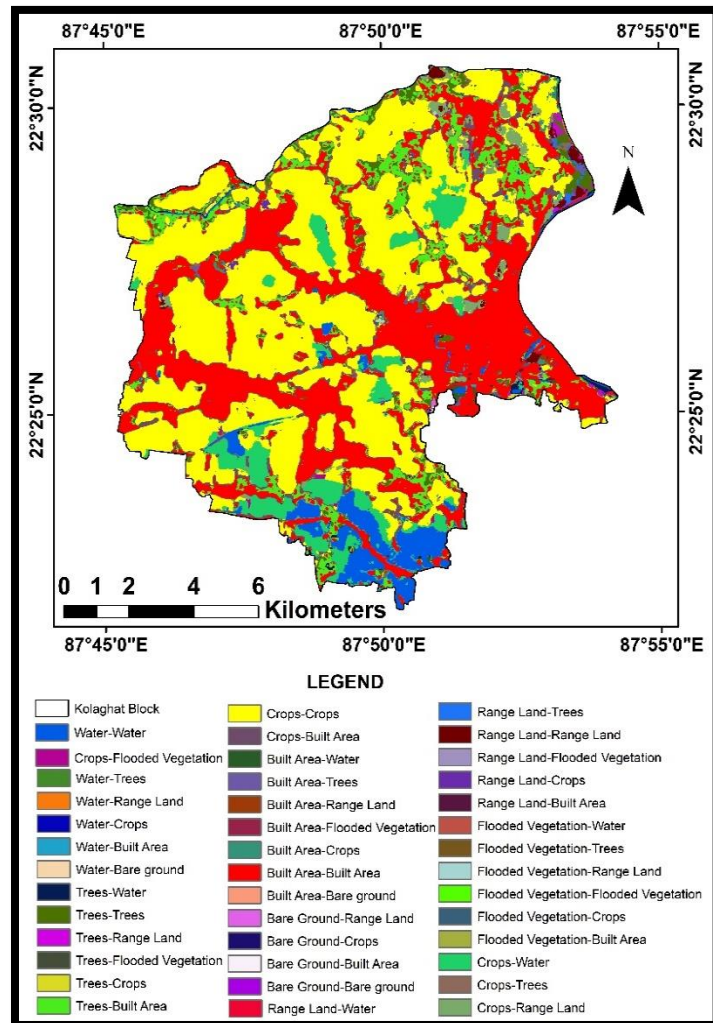 87°45'0"E 87°50'0"E 87°55'0"E
22°30'0"N 22°30'0"N
N
22°25'0"N 22°25'0"N
0 1 2 4 6
Kilometers
87°45'0"E 87°50'0"E 87°55'0"E
LEGEND
Kolaghat Block
Water-Water
Crops-Flooded Vegetation
Water-Trees
Water-Range Land
Water-Crops
Water-Built Area
Water-Bare ground
Trees-Water
Trees-Trees
Trees-Range Land
Trees-Flooded Vegetation
Trees-Crops
Trees-Built Area
Crops-Crops
Crops-Built Area
Built Area-Water
Built Area-Trees
Built Area-Range Land
Built Area-Flooded Vegetation
Built Area-Crops
Built Area-Built Area
Built Area-Bare ground
Bare Ground-Range Land
Bare Ground-Crops
Bare Ground-Built Area
Bare Ground-Bare ground
Range Land-Water
Range Land-Trees
Range Land-Range Land
Range Land-Flooded Vegetation
Range Land-Crops
Range Land-Built Area
Flooded Vegetation-Water
Flooded Vegetation-Trees
Flooded Vegetation-Range Land
Flooded Vegetation-Flooded Vegetation
Flooded Vegetation-Crops
Flooded Vegetation-Built Area
Crops-Water
Crops-Trees
Crops-Range Land